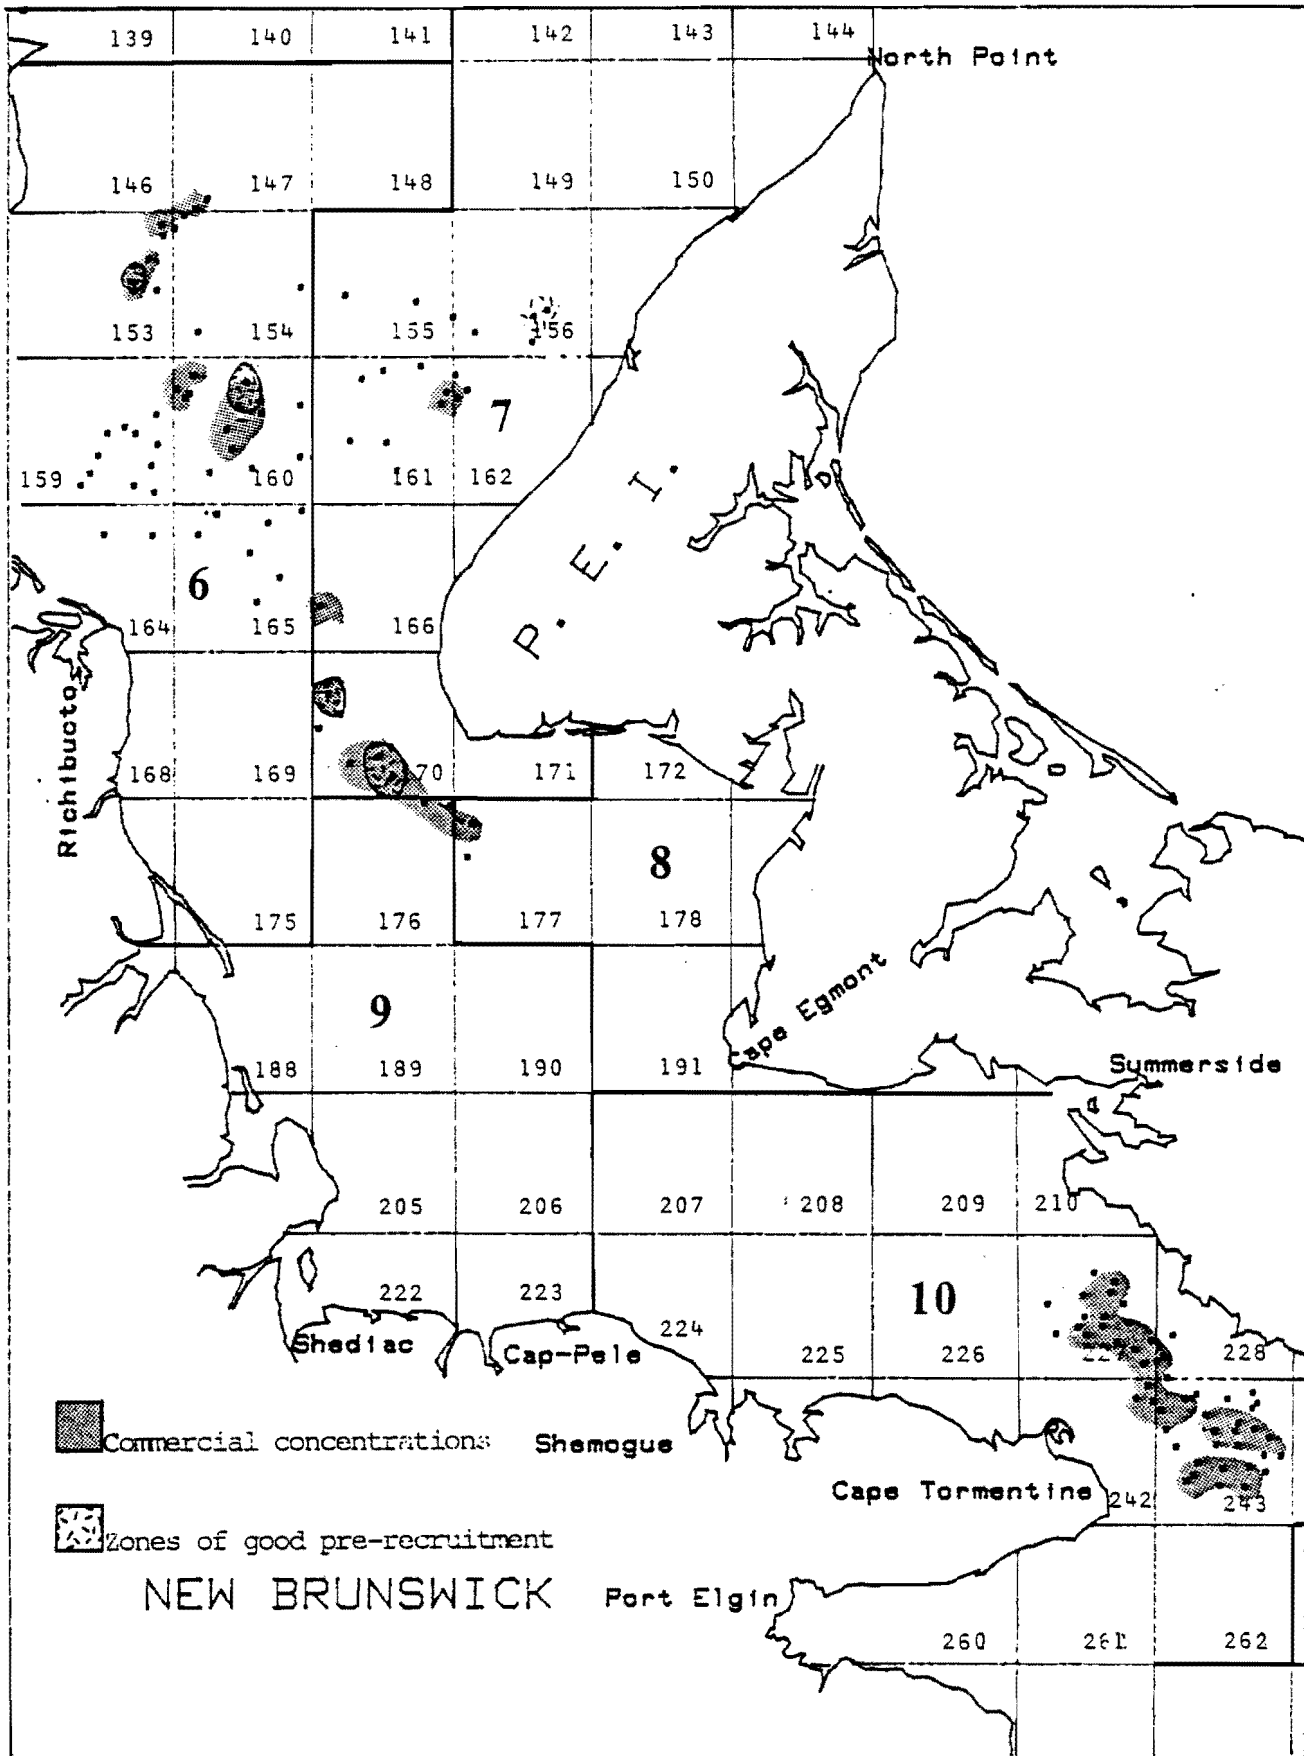 139 140 141 142 143 144
North Point
146 147 148 149 150
153 154 155 156
7
159 160 161 162
P. E. I.
6
164 165 166
Richibucto
168 169 70 171 172
8
175 176 177 178
9
Cape Egmont
188 189 190 191
Summerside
205 206 207 208 209 210
10
222 223 224
Shediac Cap-Pele
225 226 227 228
Commercial concentrations Shemogue
Cape Tormentine 242 243
Zones of good pre-recruitment
NEW BRUNSWICK Port Elgin
260 261 262